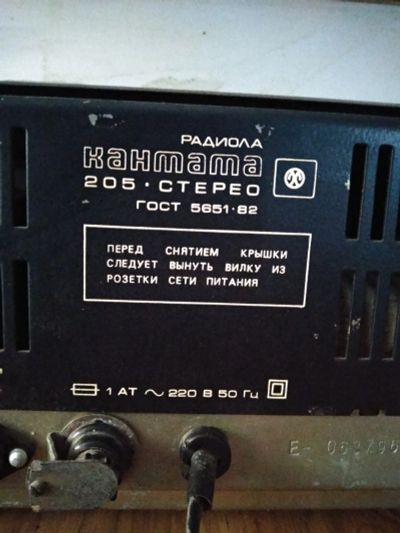 РАДИОЛА
кантата
205 · СТЕРЕО
ГОСТ 5651·82
ПЕРЕД СНЯТИЕМ КРЫШКИ
СЛЕДУЕТ ВЫНУТЬ ВИЛКУ ИЗ
РОЗЕТКИ СЕТИ ПИТАНИЯ
1 АТ ~ 220 В 50 Гц